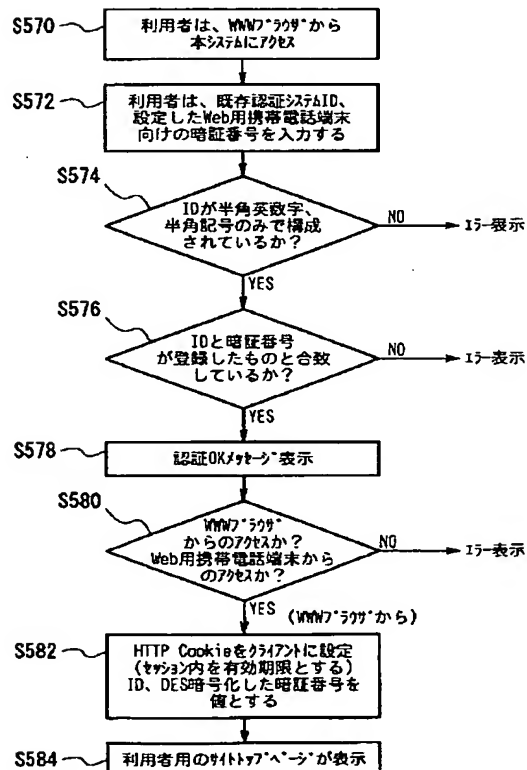 S570
利用者は、WWWブラウザから
本システムにアクセス
S572
利用者は、既存認証システムID、
設定したWeb用携帯電話端末
向けの暗証番号を入力する
S574
IDが半角英数字、
半角記号のみで構成
されているか?
NO
エラー表示
YES
S576
IDと暗証番号
が登録したものと合致
しているか?
NO
エラー表示
YES
S578
認証OKメッセージ表示
S580
WWWブラウザ
からのアクセスか?
Web用携帯電話端末から
のアクセスか?
NO
エラー表示
YES
(WWWブラウザから)
S582
HTTP Cookieをクライアントに設定
(セッション内を有効期限とする)
ID、DES暗号化した暗証番号を
値とする
S584
利用者用のサイトトップページが表示